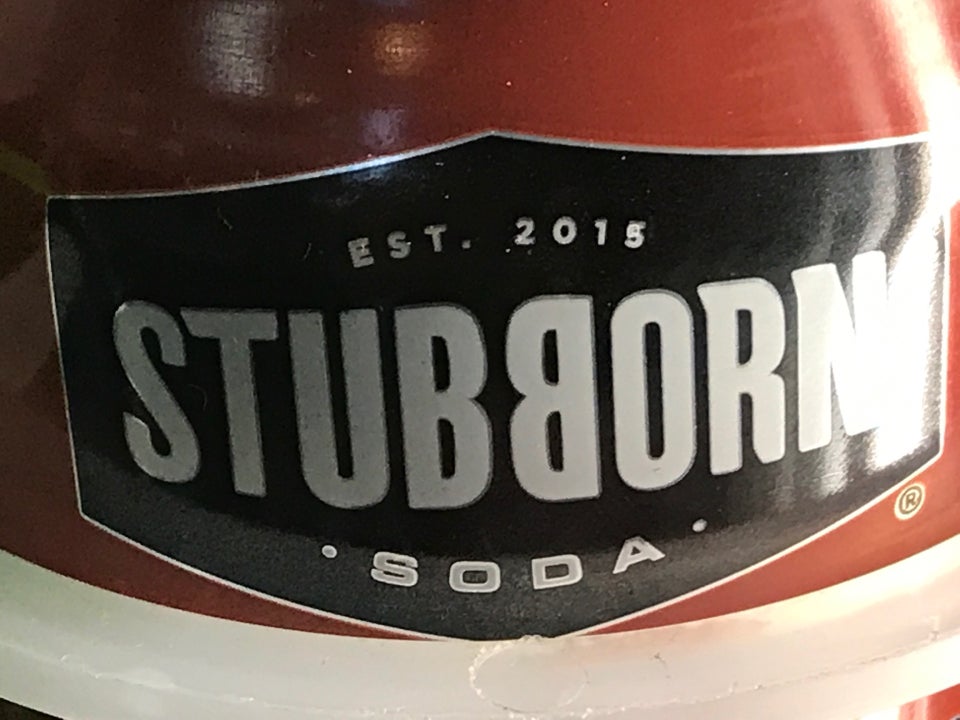 EST. 2015
STUBBORN
®
• SODA •